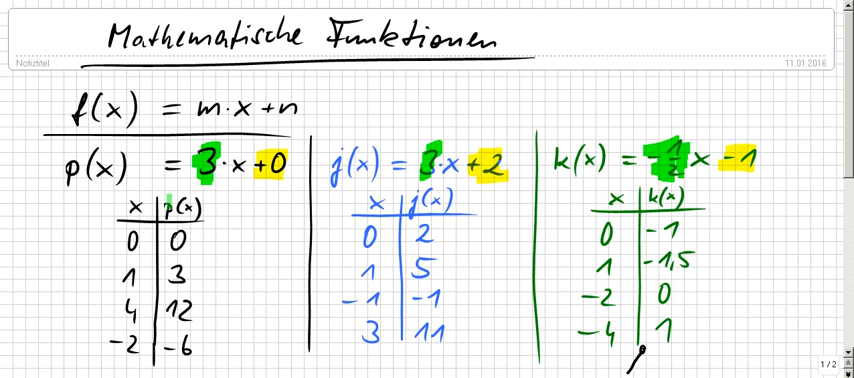 Mathematische Funktionen
Notiztitel
11.01.2016
f(x) = m·x+n
p(x) = 3·x+0
x p(x)
0 0
1 3
4 12
-2 -6
j(x) = 3·x+2
x j(x)
0 2
1 5
-1 -1
3 11
k(x) = -1/2 x -1
x k(x)
0 -1
1 -1,5
-2 0
-4 1
1 / 2